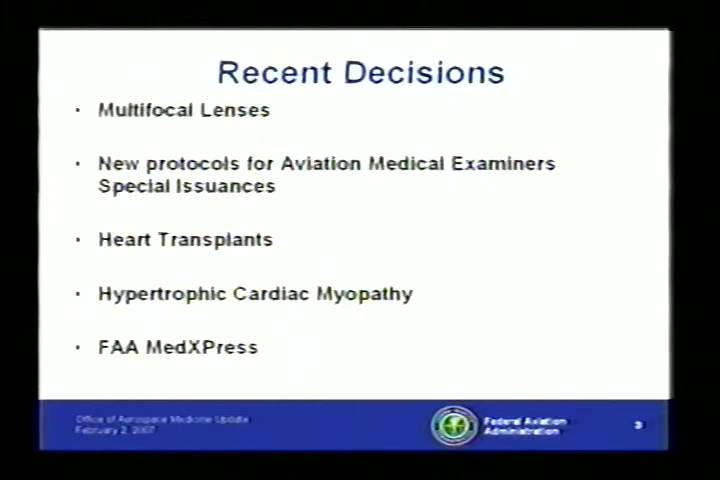 Recent Decisions
· Multifocal Lenses
· New protocols for Aviation Medical Examiners
Special Issuances
· Heart Transplants
· Hypertrophic Cardiac Myopathy
· FAA MedXPress
Office of Aerospace Medicine Update
February 2, 2007
Federal Aviation
Administration
3